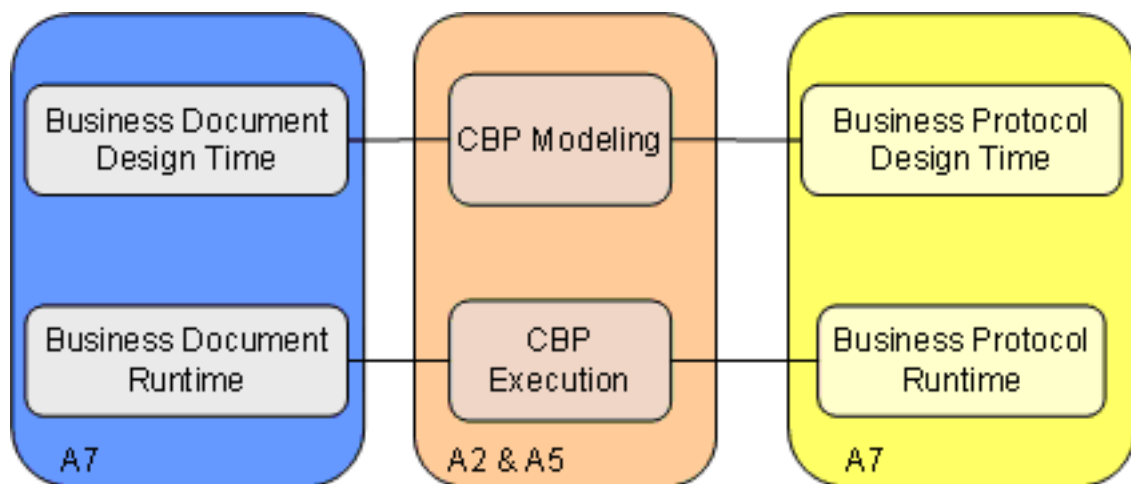 Business Document
Design Time
CBP Modeling
Business Protocol
Design Time
Business Document
Runtime
CBP
Execution
Business Protocol
Runtime
A7
A2 & A5
A7